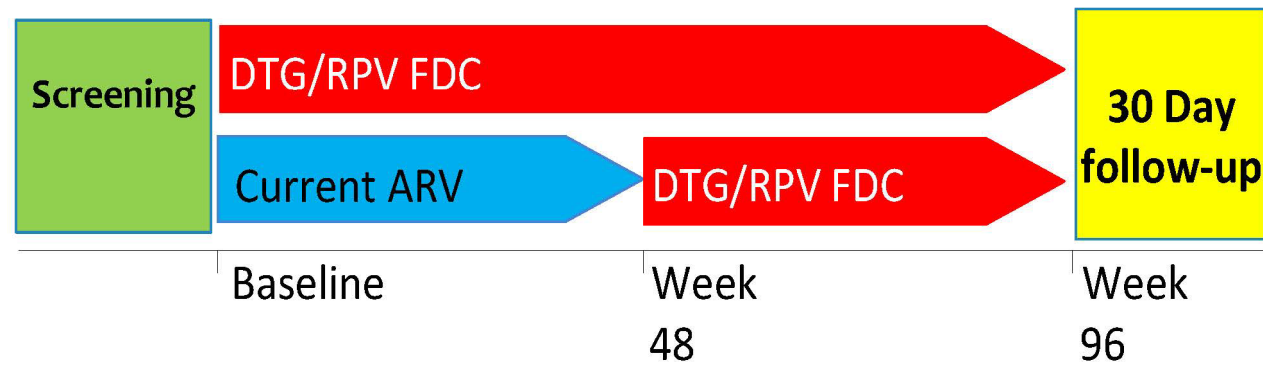 Screening
DTG/RPV FDC
Current ARV
DTG/RPV FDC
30 Day
follow-up
Baseline
Week
48
Week
96